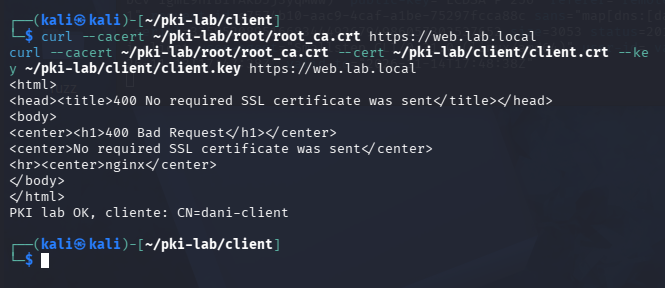 ┌──(kali㉿kali)-[~/pki-lab/client]
└─$ curl --cacert ~/pki-lab/root/root_ca.crt https://web.lab.local
curl --cacert ~/pki-lab/root/root_ca.crt --cert ~/pki-lab/client/client.crt --ke
y ~/pki-lab/client/client.key https://web.lab.local
<html>
<head><title>400 No required SSL certificate was sent</title></head>
<body>
<center><h1>400 Bad Request</h1></center>
<center>No required SSL certificate was sent</center>
<hr><center>nginx</center>
</body>
</html>
PKI lab OK, cliente: CN=dani-client
┌──(kali㉿kali)-[~/pki-lab/client]
└─$